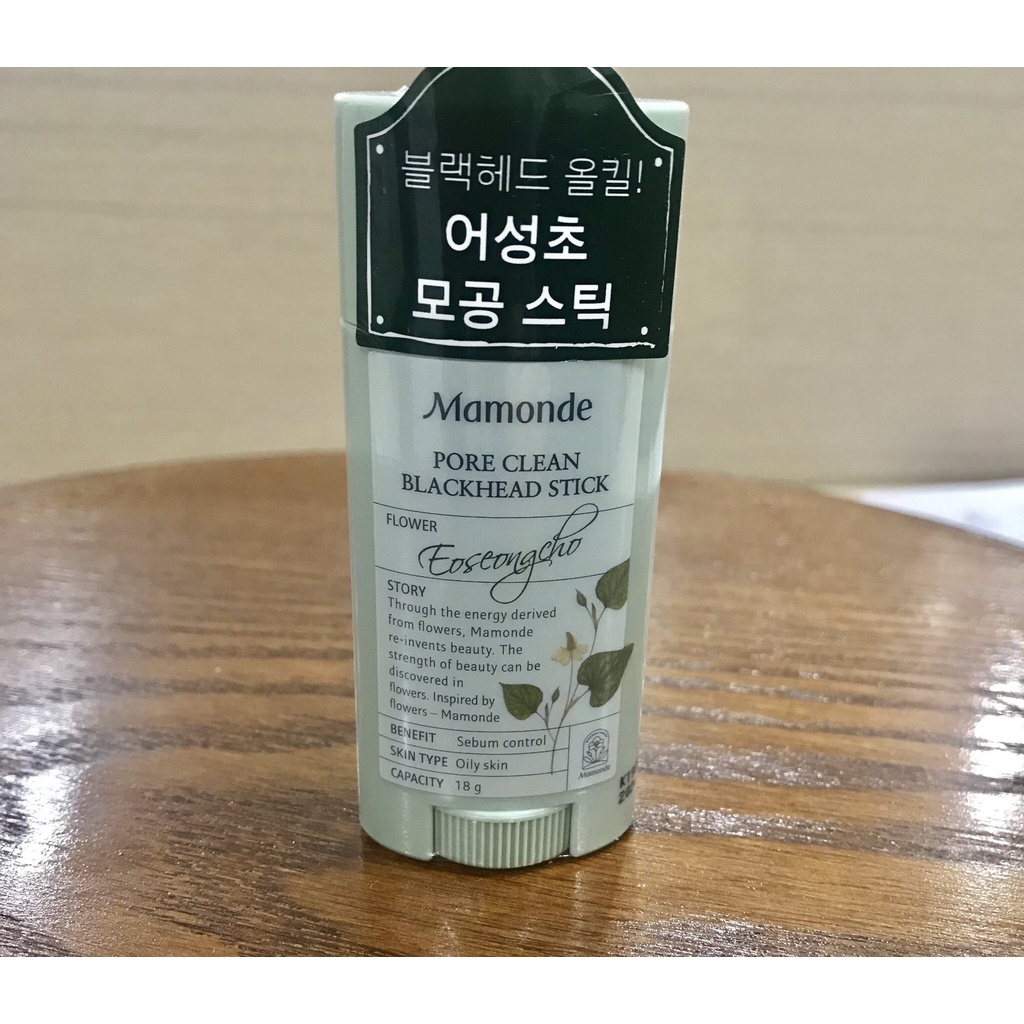 블랙헤드 올킬!
어성초
모공 스틱
Mamonde
PORE CLEAN
BLACKHEAD STICK
FLOWER
Eoseongcho
STORY
Through the energy derived
from flowers, Mamonde
re-invents beauty. The
strength of beauty can be
discovered in
flowers. Inspired by
flowers – Mamonde
BENEFIT Sebum control
SKIN TYPE Oily skin
CAPACITY 18 g
Mamonde